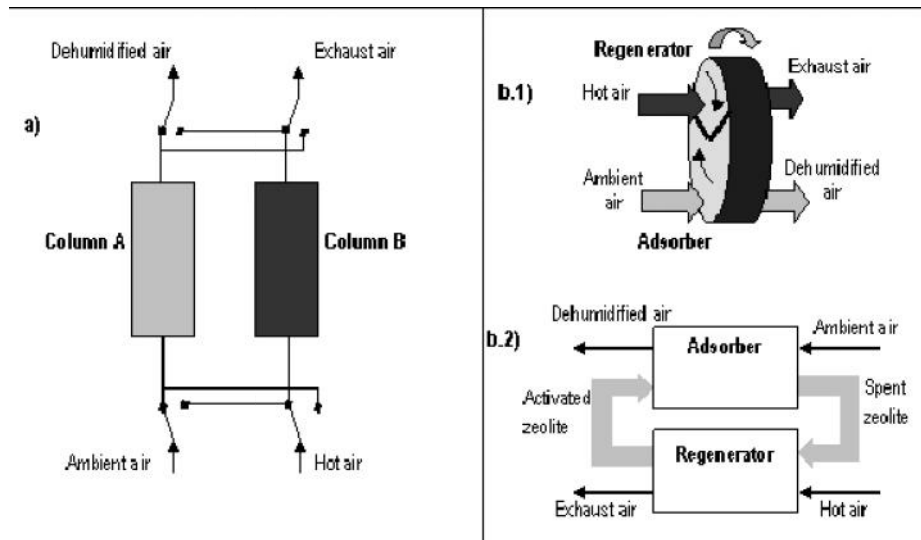 a)
Dehumidified air
Exhaust air
Column A
Column B
Ambient air
Hot air
b.1)
Regenerator
Hot air
Exhaust air
Ambient
air
Dehumidified
air
Adsorber
b.2)
Dehumidified air
Ambient air
Adsorber
Activated
zeolite
Spent
zeolite
Regenerator
Exhaust air
Hot air